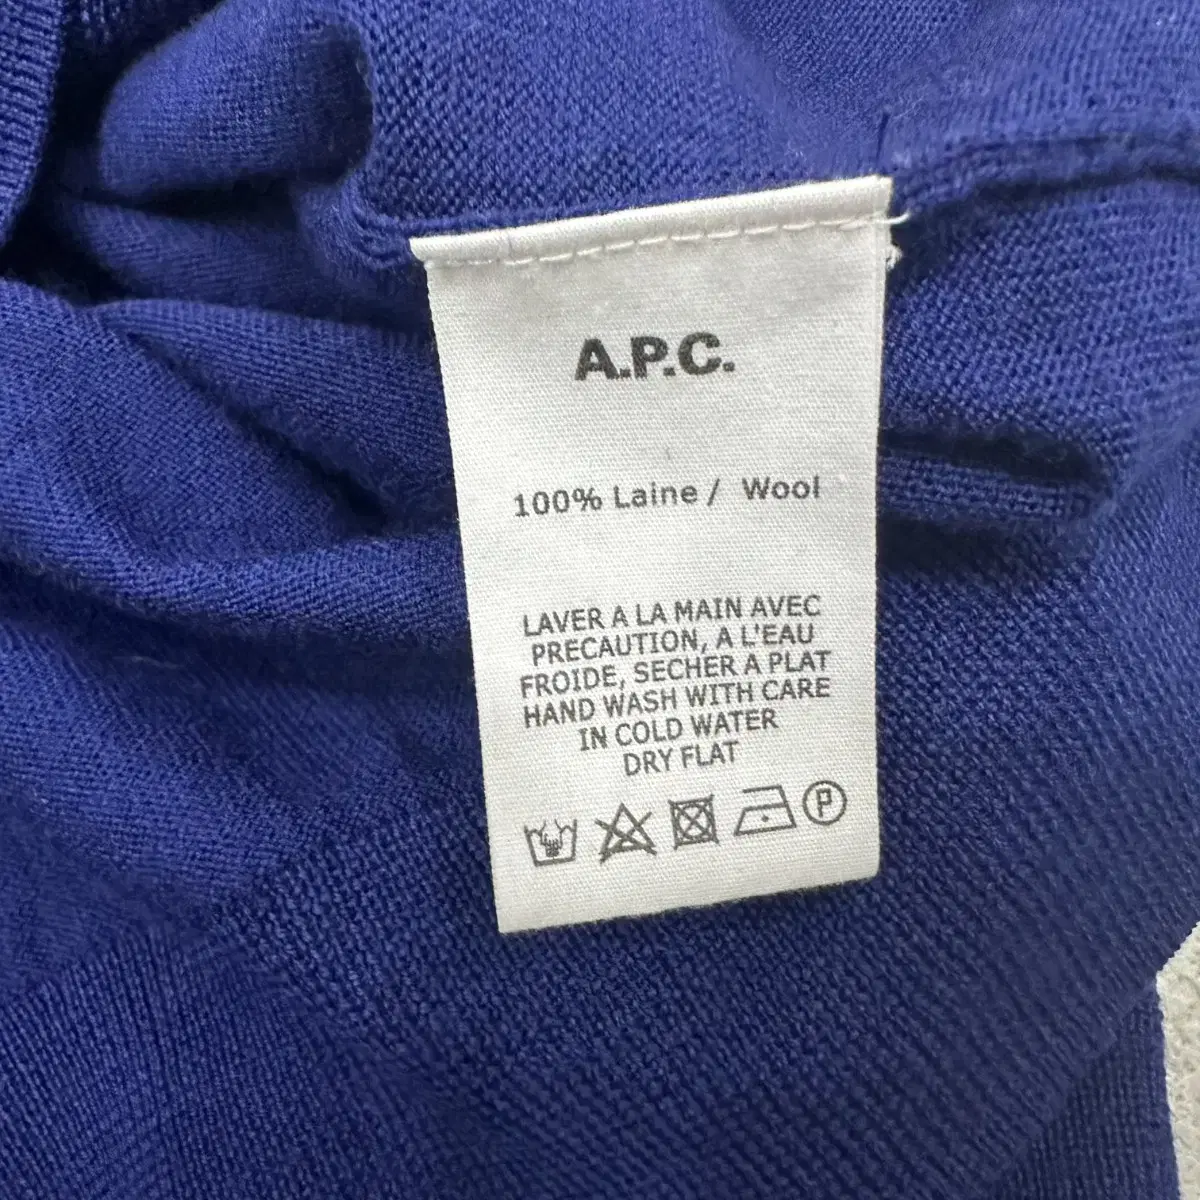 A.P.C.
100% Laine / Wool
LAVER A LA MAIN AVEC
PRECAUTION, A L'EAU
FROIDE, SECHER A PLAT
HAND WASH WITH CARE
IN COLD WATER
DRY FLAT
P